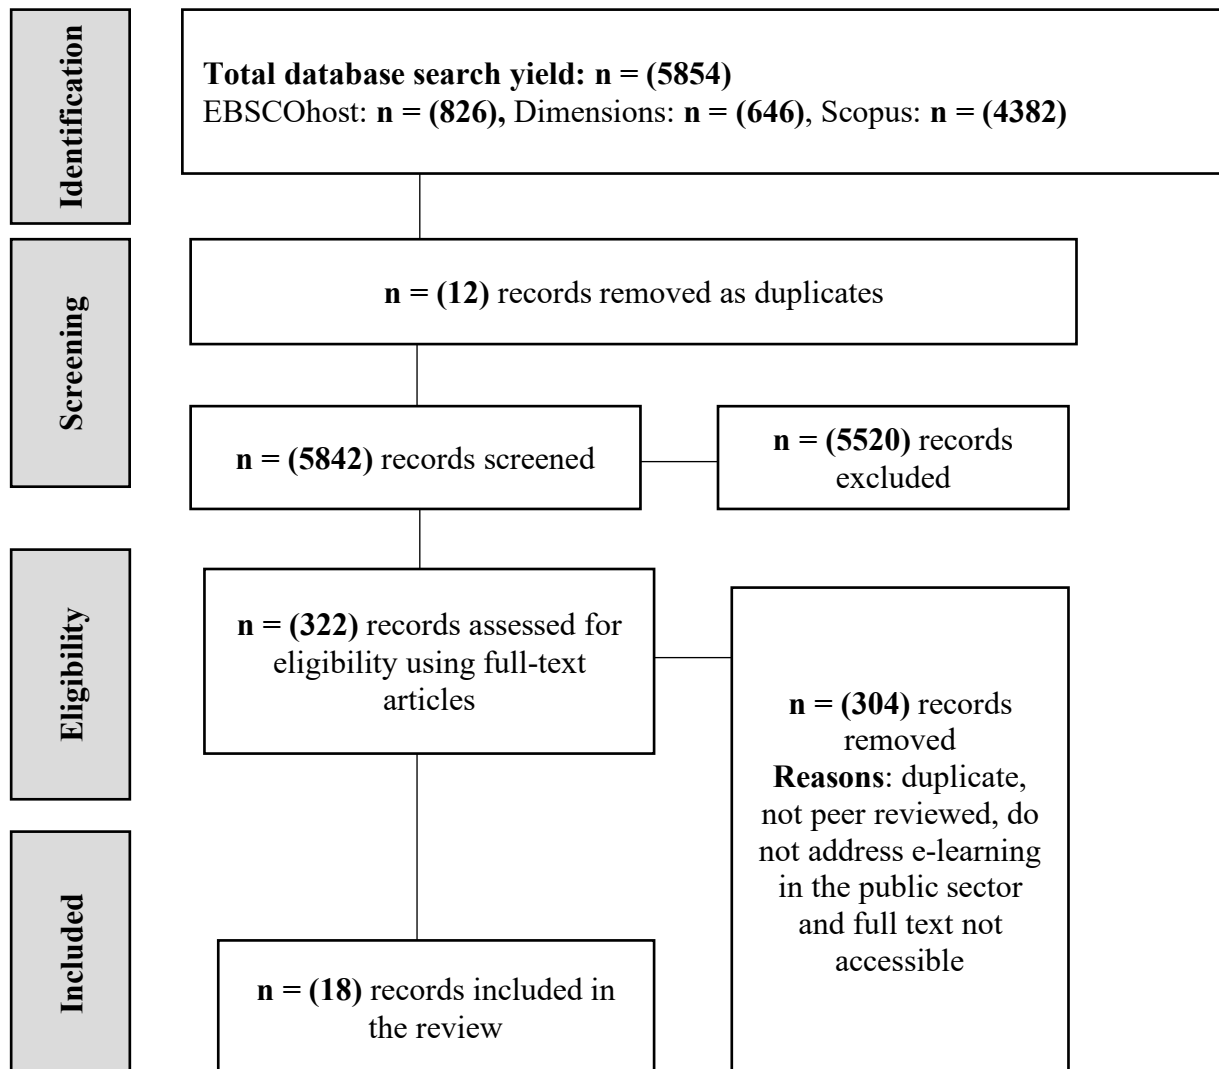 Identification
Total database search yield: n = (5854)
EBSCOhost: n = (826), Dimensions: n = (646), Scopus: n = (4382)
Screening
n = (12) records removed as duplicates
n = (5842) records screened
n = (5520) records
excluded
Eligibility
n = (322) records assessed for
eligibility using full-text
articles
n = (304) records
removed
Reasons: duplicate,
not peer reviewed, do
not address e-learning
in the public sector
and full text not
accessible
Included
n = (18) records included in
the review